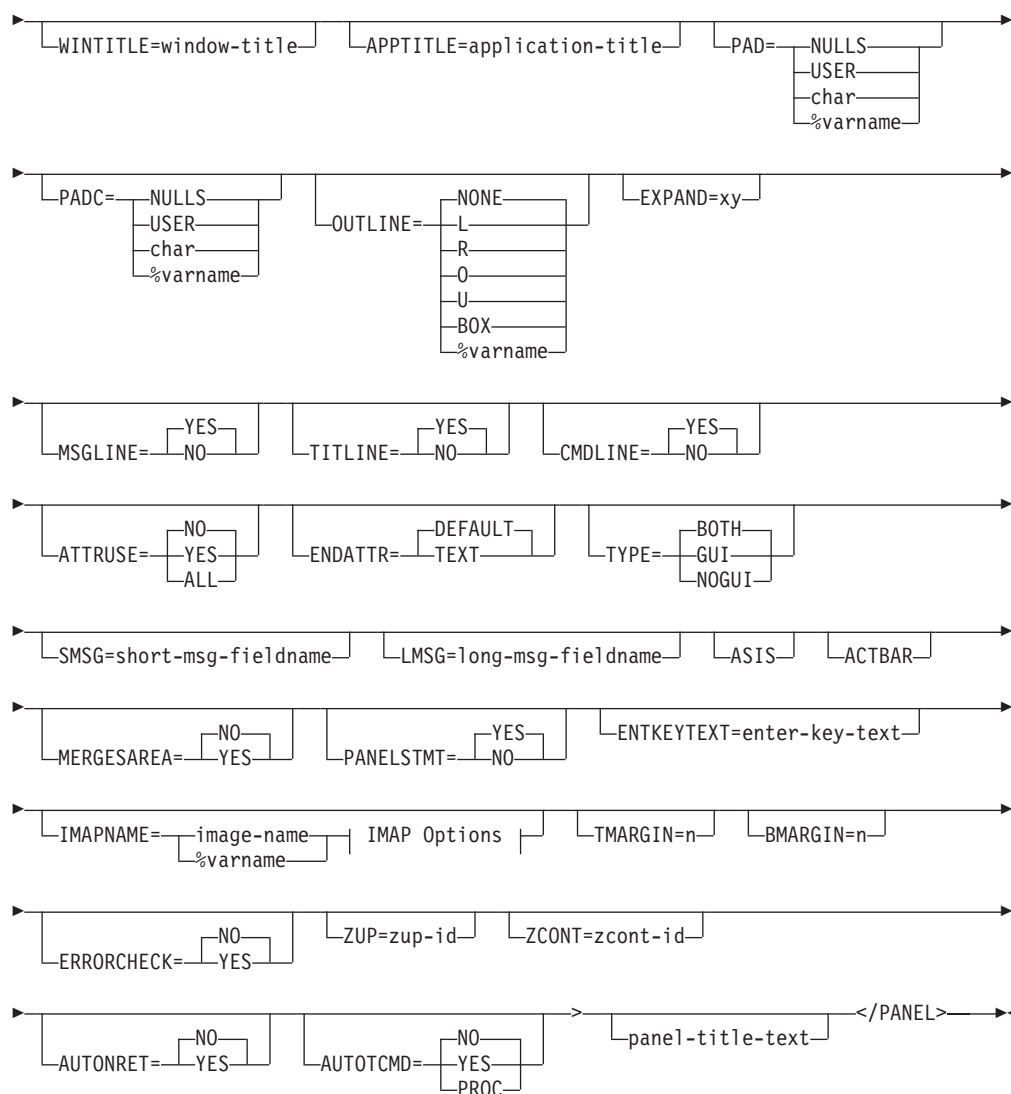 WINTITLE=window-title APPTITLE=application-title PAD= NULLS
USER
char
%varname
PADC= NULLS
USER
char
%varname
OUTLINE= NONE
L
R
O
U
BOX
%varname
EXPAND=xy
MSGLINE= YES
NO
TITLINE= YES
NO
CMDLINE= YES
NO
ATTRUSE= NO
YES
ALL
ENDATTR= DEFAULT
TEXT
TYPE= BOTH
GUI
NOGUI
SMSG=short-msg-fieldname LMSG=long-msg-fieldname ASIS ACTBAR
MERGESAREA= NO
YES
PANELSTMT= YES
NO
ENTKEYTEXT=enter-key-text
IMAPNAME= image-name
%varname
IMAP Options TMARGIN=n BMARGIN=n
ERRORCHECK= NO
YES
ZUP=zup-id ZCONT=zcont-id
AUTONRET= NO
YES
AUTOTCMD= NO
YES
PROC
> panel-title-text </PANEL>